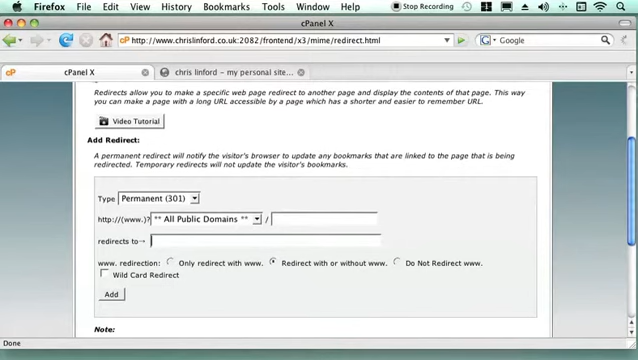 Firefox File Edit View History Bookmarks Tools Stop Recording
cPanel X
http://www.chrislinford.co.uk:2082/frontend/x3/mime/redirect.html Google
cPanel X chris linford – my personal site...
Redirects allow you to make a specific web page redirect to another page and display the contents of that page. This way
you can make a page with a long URL accessible by a page which has a shorter and easier to remember URL.
Video Tutorial
Add Redirect:
A permanent redirect will notify the visitor's browser to update any bookmarks that are linked to the page that is being
redirected. Temporary redirects will not update the visitor's bookmarks.
Type Permanent (301)
http://(www.)? ** All Public Domains ** /
redirects to→
www. redirection: Only redirect with www. Redirect with or without www. Do Not Redirect www.
Wild Card Redirect
Add
Note:
Done